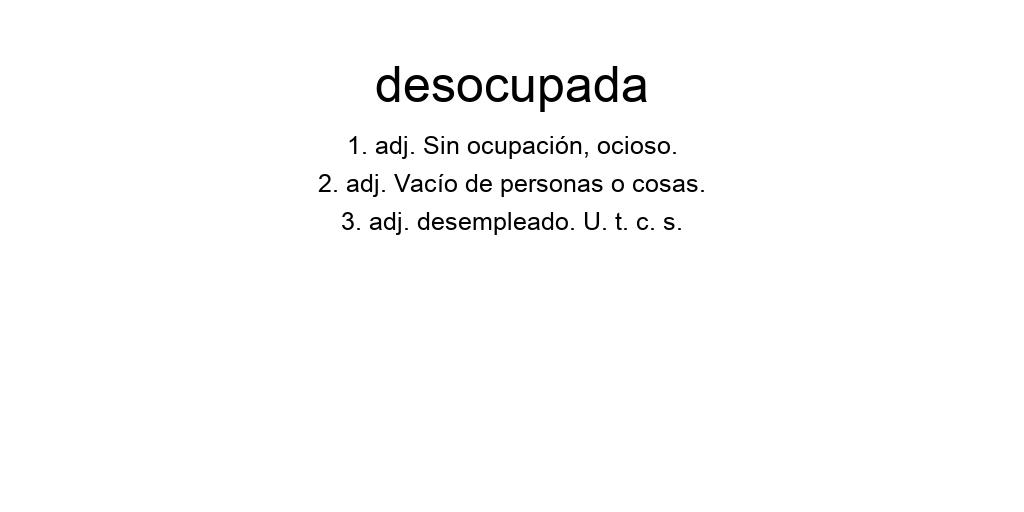 desocupada
1. adj. Sin ocupación, ocioso.
2. adj. Vacío de personas o cosas.
3. adj. desempleado. U. t. c. s.